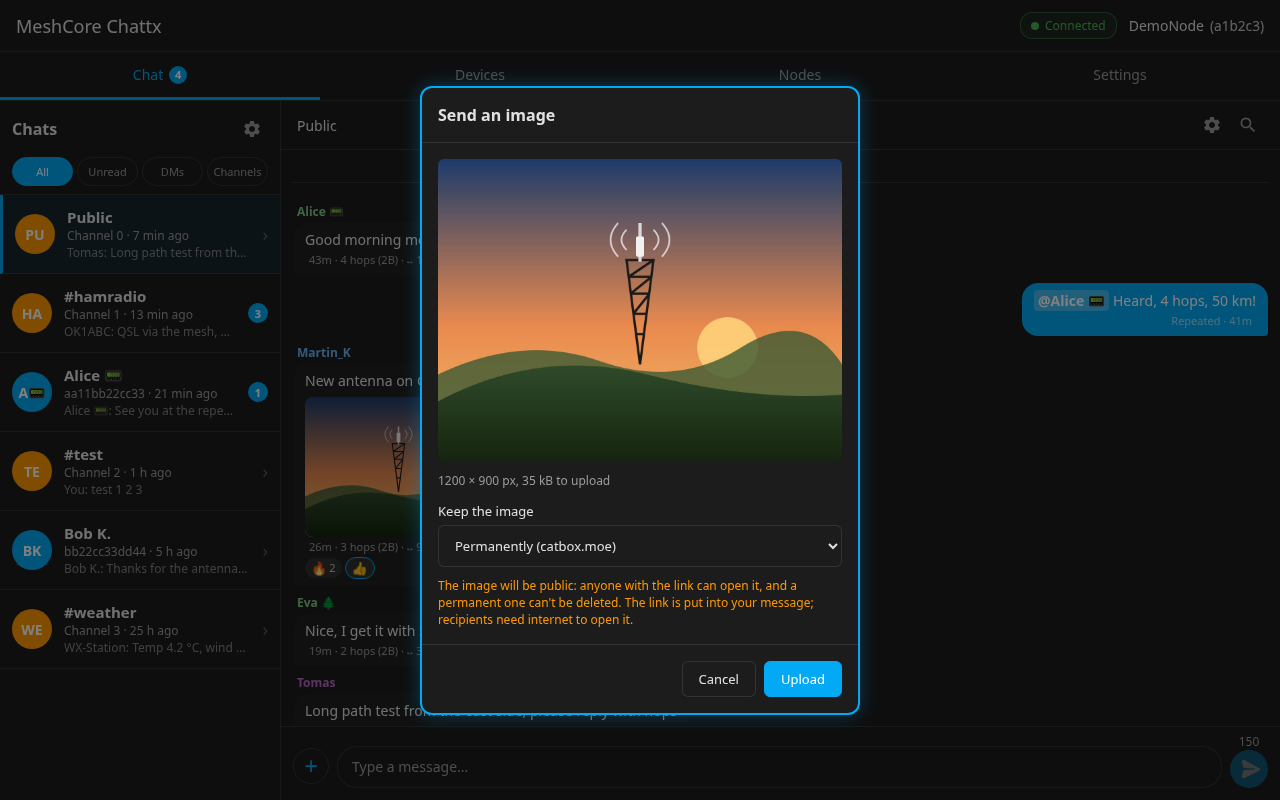 MeshCore Chattx
Connected
DemoNode (a1b2c3)
Chat 4
Devices
Nodes
Settings
Chats
All
Unread
DMs
Channels
PU
Public
Channel 0 · 7 min ago
Tomas: Long path test from th...
HA
#hamradio
Channel 1 · 13 min ago
OK1ABC: QSL via the mesh, ...
3
A
Alice
aa11bb22cc33 · 21 min ago
Alice : See you at the repe...
1
TE
#test
Channel 2 · 1 h ago
You: test 1 2 3
BK
Bob K.
bb22cc33dd44 · 5 h ago
Bob K.: Thanks for the antenna...
WE
#weather
Channel 3 · 25 h ago
WX-Station: Temp 4.2 °C, wind ...
Public
Alice
Good morning
43m · 4 hops (2B) ·
@Alice Heard, 4 hops, 50 km!
Repeated · 41m
Martin_K
New antenna on
26m · 3 hops (2B) ·
2
Eva
Nice, I get it with
19m · 2 hops (2B) ·
Tomas
Long path test
Send an image
1200 × 900 px, 35 kB to upload
Keep the image
Permanently (catbox.moe)
The image will be public: anyone with the link can open it, and a
permanent one can't be deleted. The link is put into your message;
recipients need internet to open it.
Cancel
Upload
Type a message...
150